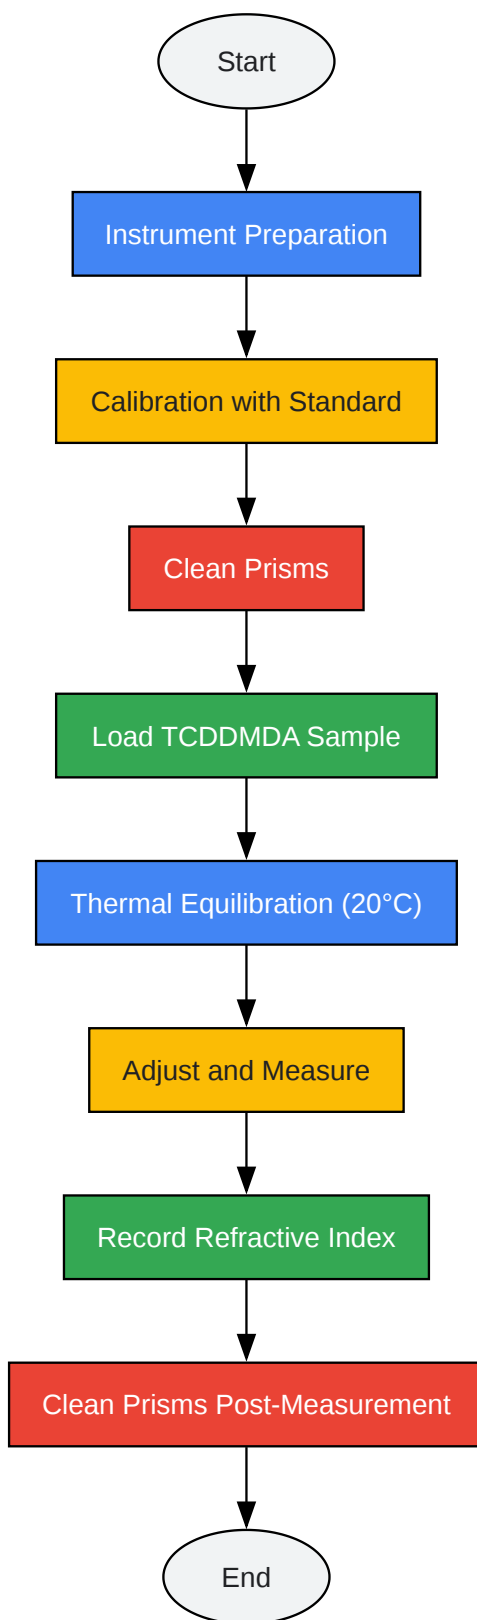 Start
Instrument Preparation
Calibration with Standard
Clean Prisms
Load TCDDMDA Sample
Thermal Equilibration (20°C)
Adjust and Measure
Record Refractive Index
Clean Prisms Post-Measurement
End